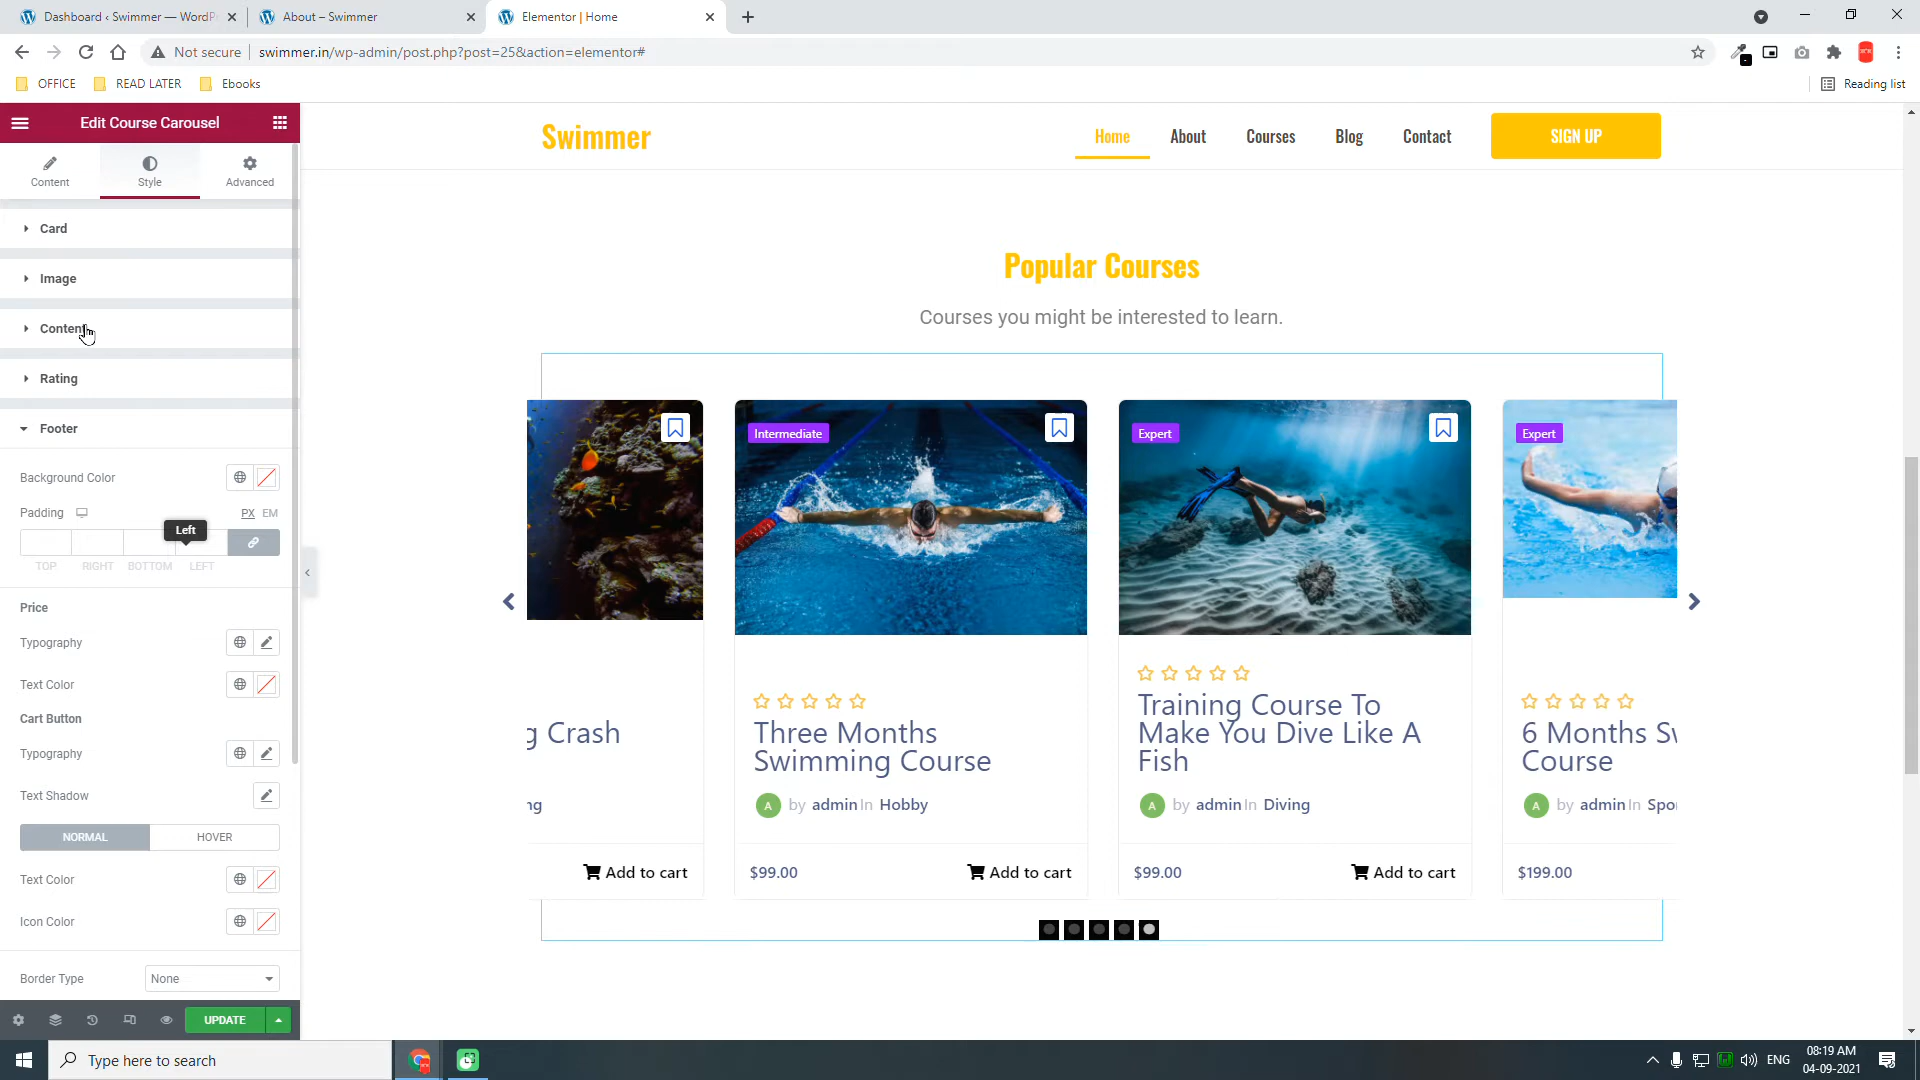 Dashboard ‹ Swimmer — WordP
About – Swimmer
Elementor | Home
Not secure
swimmer.in/wp-admin/post.php?post=25&action=elementor#
OFFICE
READ LATER
Ebooks
Reading list
Edit Course Carousel
Content
Style
Advanced
Card
Image
Content
Rating
Footer
Background Color
Padding
PX EM
Left
TOP RIGHT BOTTOM LEFT
Price
Typography
Text Color
Cart Button
Typography
Text Shadow
NORMAL
HOVER
Text Color
Icon Color
Border Type
None
UPDATE
Swimmer
Home
About
Courses
Blog
Contact
SIGN UP
Popular Courses
Courses you might be interested to learn.
g Crash
ng
Add to cart
Intermediate
Three Months
Swimming Course
A by admin In Hobby
$99.00
Add to cart
Expert
Training Course To
Make You Dive Like A
Fish
A by admin In Diving
$99.00
Add to cart
Expert
6 Months Sw
Course
A by admin In Spo
$199.00
Type here to search
ENG
08:19 AM
04-09-2021